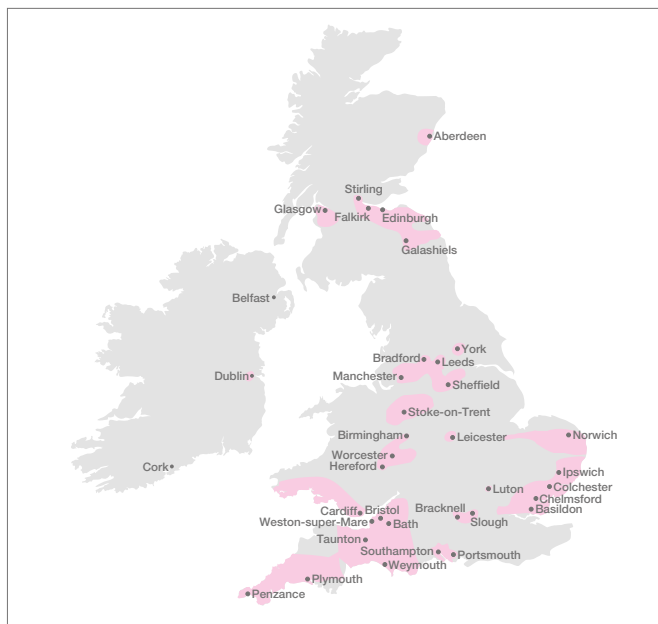 Aberdeen
Stirling
Glasgow
Falkirk
Edinburgh
Galashiels
Belfast
York
Bradford
Leeds
Dublin
Manchester
Sheffield
Stoke-on-Trent
Birmingham
Leicester
Norwich
Worcester
Hereford
Cork
Ipswich
Luton
Colchester
Chelmsford
Basildon
Cardiff
Bristol
Bracknell
Weston-super-Mare
Bath
Slough
Taunton
Southampton
Portsmouth
Weymouth
Plymouth
Penzance